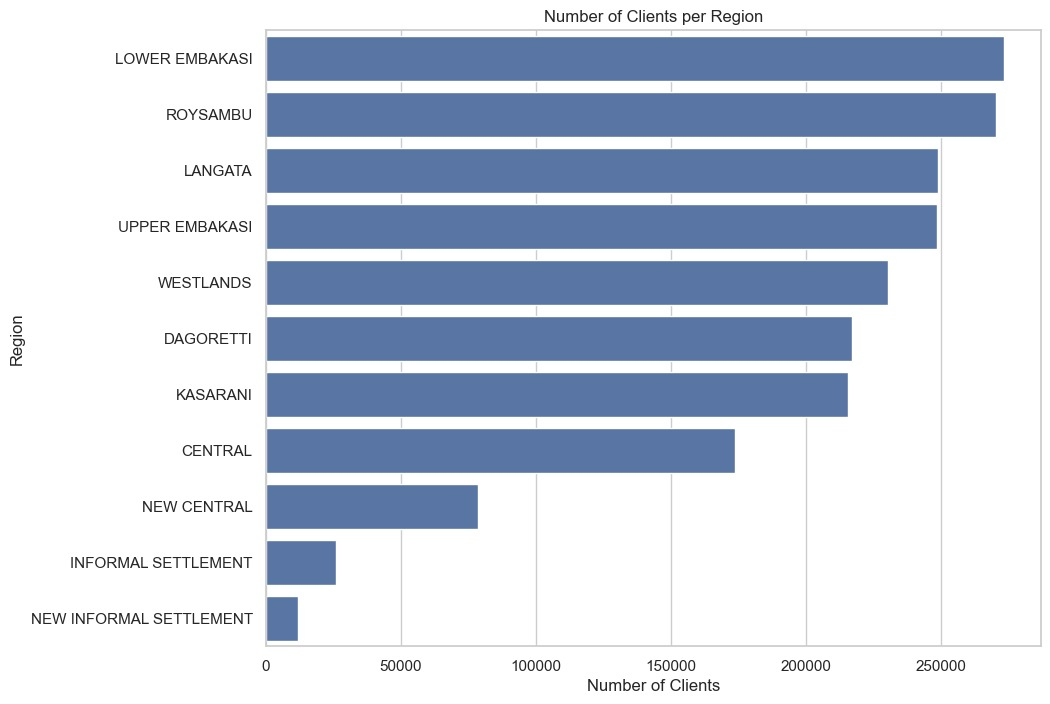 Number of Clients per Region
LOWER EMBAKASI
ROYSAMBU
LANGATA
UPPER EMBAKASI
WESTLANDS
DAGORETTI
KASARANI
CENTRAL
NEW CENTRAL
INFORMAL SETTLEMENT
NEW INFORMAL SETTLEMENT
Region
0 50000 100000 150000 200000 250000
Number of Clients